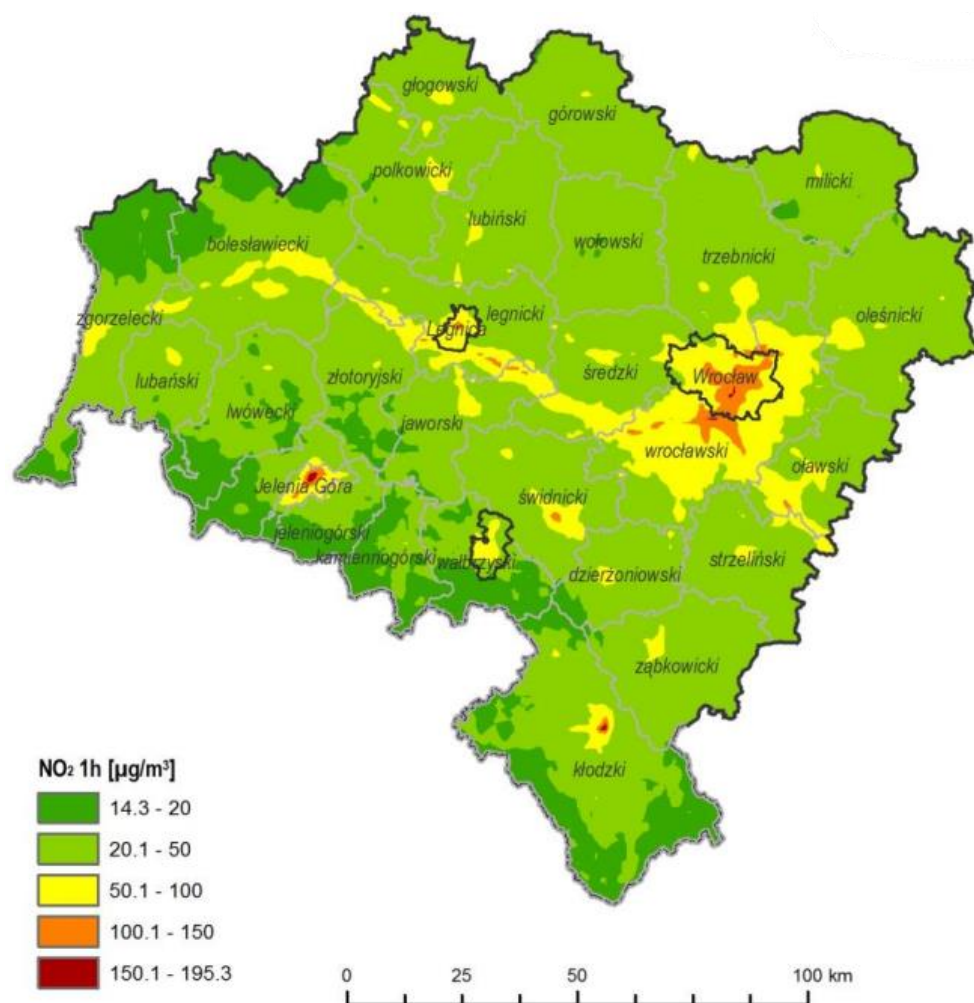 głogowski
górowski
polkowicki
milicki
lubiński
wołowski
bolesławiecki
trzebnicki
zgorzelecki
legnicki
Legnica
oleśnicki
lubański
złotoryjski
średzki
Wrocław
lwówecki
jaworski
wrocławski
oławski
Jelenia Góra
świdnicki
jeleniogórski
kamiennogórski
wałbrzyski
dzierżoniowski
strzeliński
ząbkowicki
kłodzki
NO₂ 1h [µg/m³]
14.3 - 20
20.1 - 50
50.1 - 100
100.1 - 150
150.1 - 195.3
0 25 50 100 km